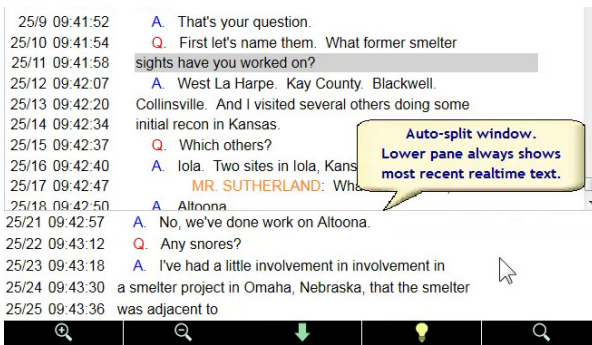 25/9 09:41:52 A. That's your question.
25/10 09:41:54 Q. First let's name them. What former smelter
25/11 09:41:58 sights have you worked on?
25/12 09:42:07 A. West La Harpe. Kay County. Blackwell.
25/13 09:42:20 Collinsville. And I visited several others doing some
25/14 09:42:34 initial recon in Kansas.
25/15 09:42:37 Q. Which others?
25/16 09:42:40 A. Iola. Two sites in Iola, Kans
25/17 09:42:47 MR. SUTHERLAND: Wha
25/18 09:42:50 A. Altoona
Auto-split window.
Lower pane always shows
most recent realtime text.
25/21 09:42:57 A. No, we've done work on Altoona.
25/22 09:43:12 Q. Any snores?
25/23 09:43:18 A. I've had a little involvement in involvement in
25/24 09:43:30 a smelter project in Omaha, Nebraska, that the smelter
25/25 09:43:36 was adjacent to